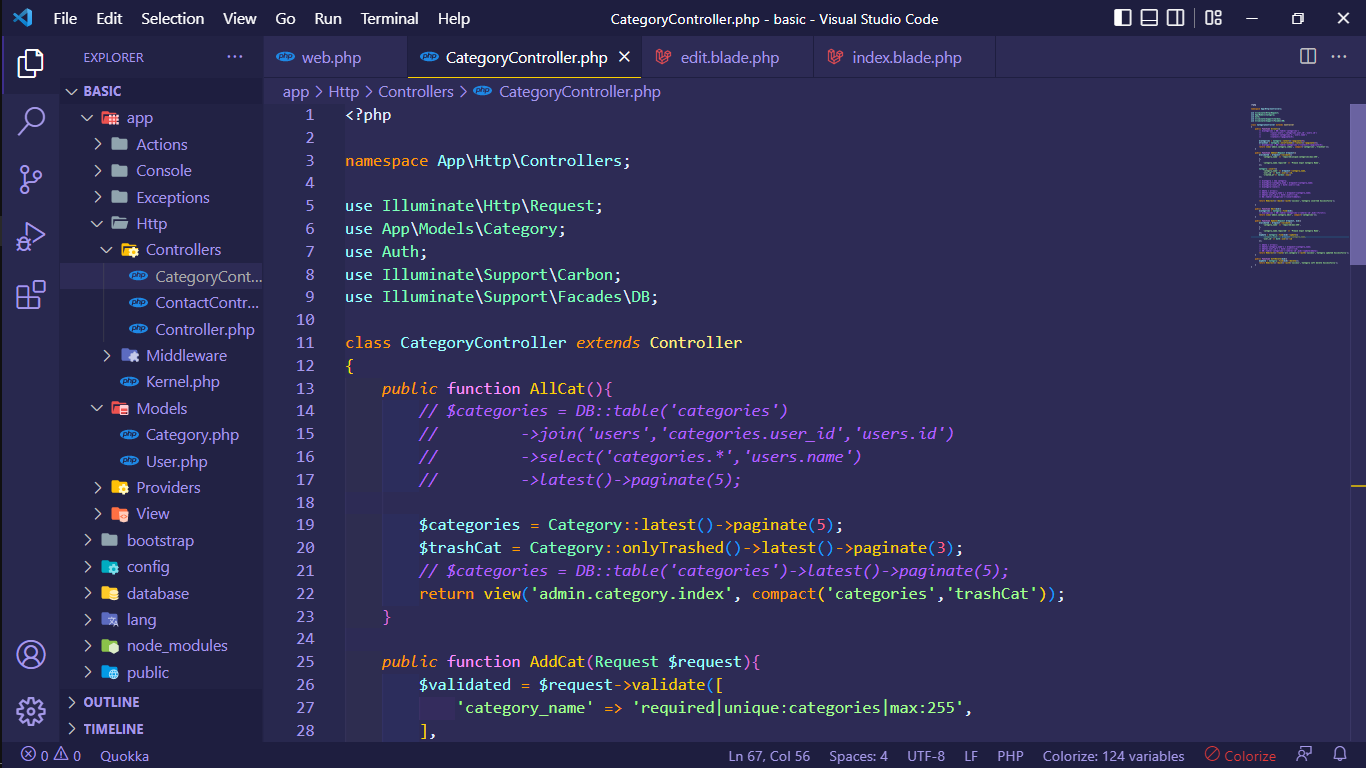 File Edit Selection View Go Run Terminal Help
CategoryController.php - basic - Visual Studio Code
EXPLORER
BASIC
app
Actions
Console
Exceptions
Http
Controllers
CategoryCont...
ContactContr...
Controller.php
Middleware
Kernel.php
Models
Category.php
User.php
Providers
View
bootstrap
config
database
lang
node_modules
public
OUTLINE
TIMELINE
web.php CategoryController.php edit.blade.php index.blade.php
app > Http > Controllers > CategoryController.php
1 <?php
2
3 namespace App\Http\Controllers;
4
5 use Illuminate\Http\Request;
6 use App\Models\Category;
7 use Auth;
8 use Illuminate\Support\Carbon;
9 use Illuminate\Support\Facades\DB;
10
11 class CategoryController extends Controller
12 {
13     public function AllCat(){
14         // $categories = DB::table('categories')
15         //         ->join('users','categories.user_id','users.id')
16         //         ->select('categories.*','users.name')
17         //         ->latest()->paginate(5);
18
19         $categories = Category::latest()->paginate(5);
20         $trashCat = Category::onlyTrashed()->latest()->paginate(3);
21         // $categories = DB::table('categories')->latest()->paginate(5);
22         return view('admin.category.index', compact('categories','trashCat'));
23     }
24
25     public function AddCat(Request $request){
26         $validated = $request->validate([
27             'category_name' => 'required|unique:categories|max:255',
28         ],
0 0 Quokka
Ln 67, Col 56 Spaces: 4 UTF-8 LF PHP Colorize: 124 variables Colorize